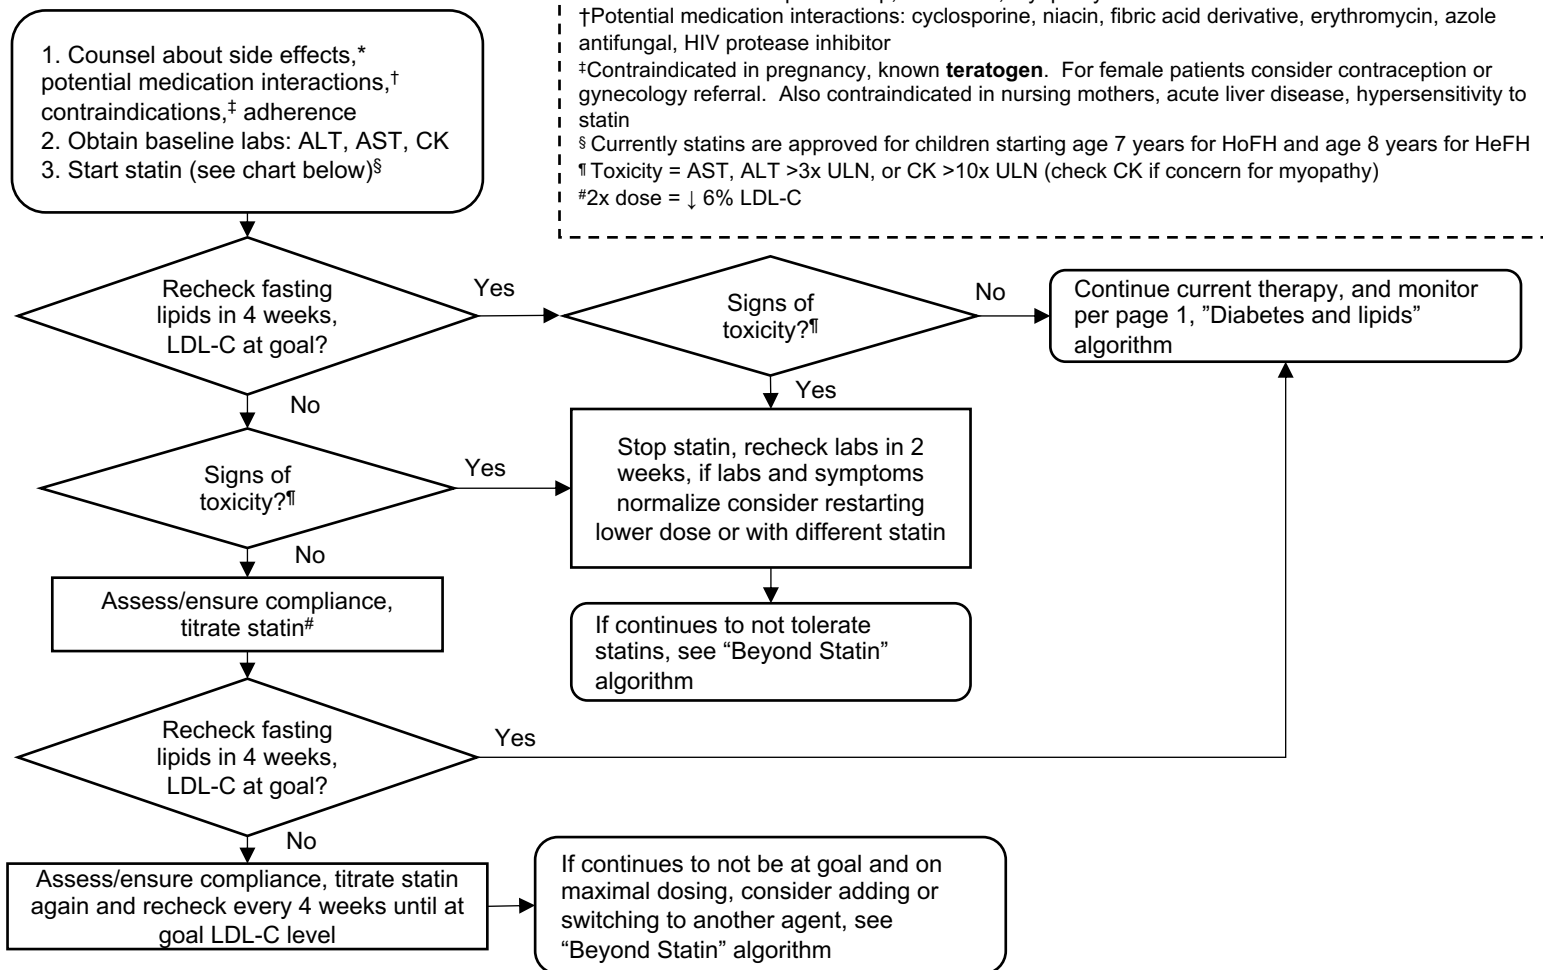 1. Counsel about side effects,*
potential medication interactions,†
contraindications,‡ adherence
2. Obtain baseline labs: ALT, AST, CK
3. Start statin (see chart below)§
†Potential medication interactions: cyclosporine, niacin, fibric acid derivative, erythromycin, azole
antifungal, HIV protease inhibitor
‡Contraindicated in pregnancy, known teratogen. For female patients consider contraception or
gynecology referral. Also contraindicated in nursing mothers, acute liver disease, hypersensitivity to
statin
§ Currently statins are approved for children starting age 7 years for HoFH and age 8 years for HeFH
¶ Toxicity = AST, ALT >3x ULN, or CK >10x ULN (check CK if concern for myopathy)
#2x dose = ↓ 6% LDL-C
Recheck fasting
lipids in 4 weeks,
LDL-C at goal?
Yes
Signs of
toxicity?¶
No
Continue current therapy, and monitor
per page 1, ”Diabetes and lipids”
algorithm
No
Yes
Signs of
toxicity?¶
Yes
Stop statin, recheck labs in 2
weeks, if labs and symptoms
normalize consider restarting
lower dose or with different statin
No
Assess/ensure compliance,
titrate statin#
If continues to not tolerate
statins, see “Beyond Statin”
algorithm
Recheck fasting
lipids in 4 weeks,
LDL-C at goal?
Yes
No
Assess/ensure compliance, titrate statin
again and recheck every 4 weeks until at
goal LDL-C level
If continues to not be at goal and on
maximal dosing, consider adding or
switching to another agent, see
“Beyond Statin” algorithm